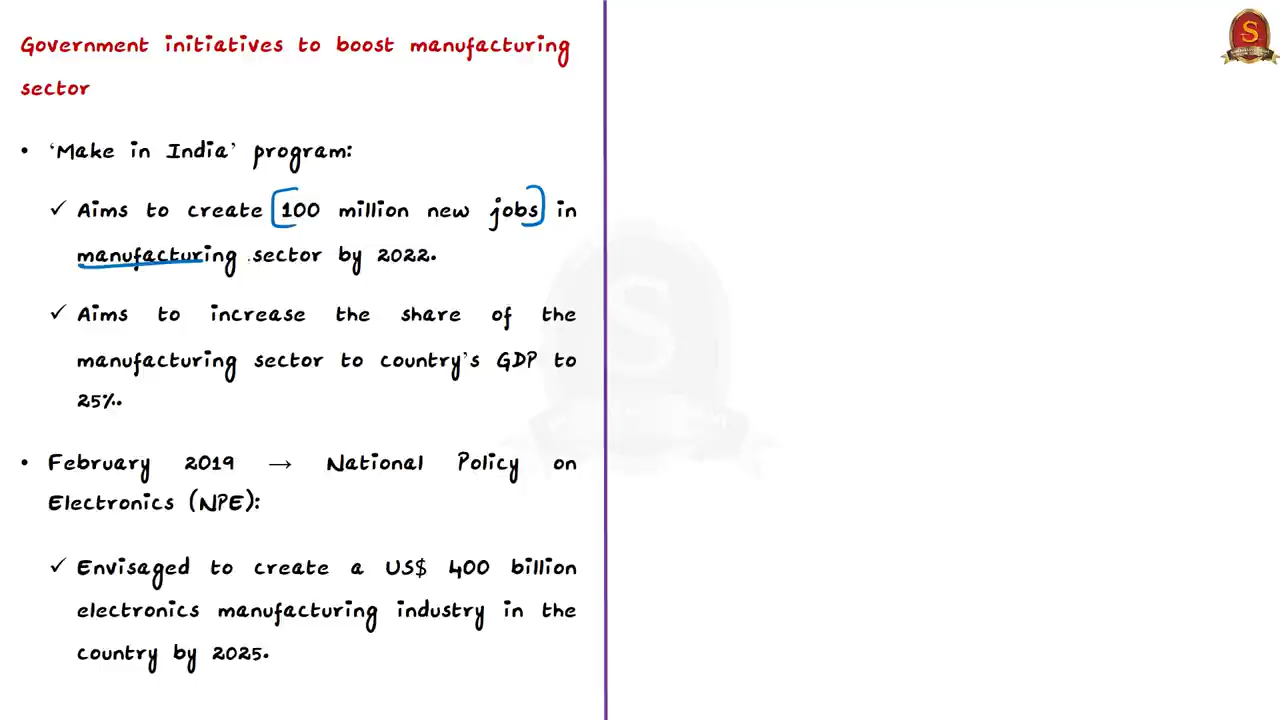 Government initiatives to boost manufacturing
sector
• 'Make in India' program:
✓ Aims to create 100 million new jobs in
manufacturing sector by 2022.
✓ Aims to increase the share of the
manufacturing sector to country's GDP to
25%.
• February 2019 → National Policy on
Electronics (NPE):
✓ Envisaged to create a US$ 400 billion
electronics manufacturing industry in the
country by 2025.
S